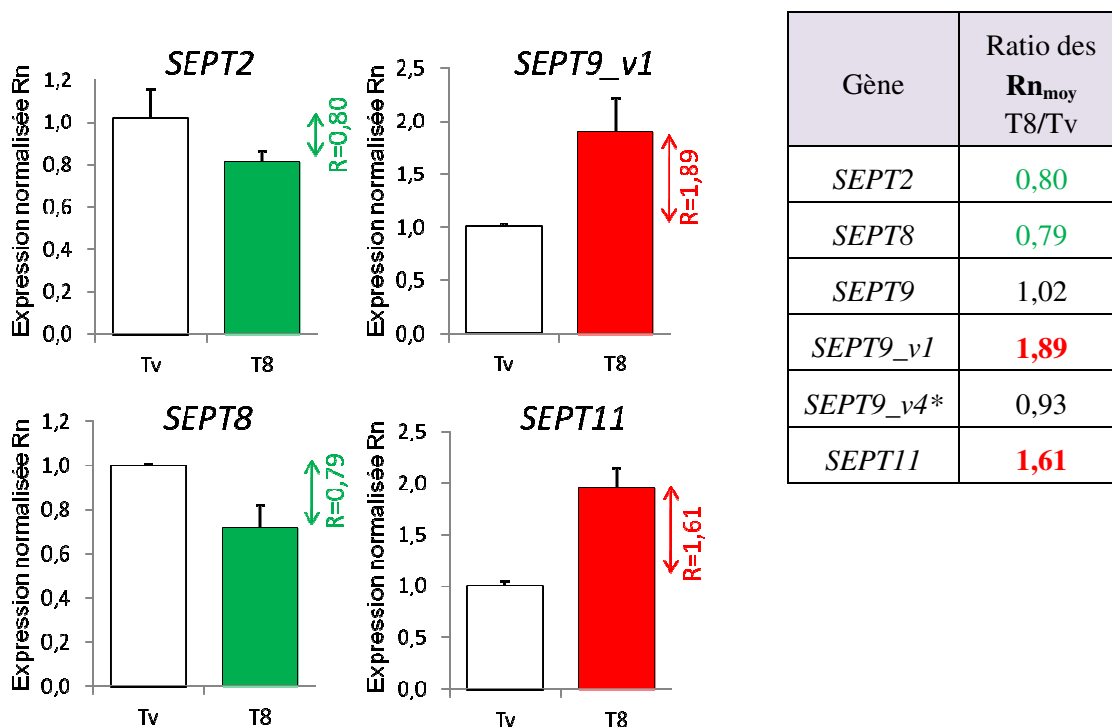 SEPT2
Expression normalisée Rn
1,2
1,0
0,8
0,6
0,4
0,2
0,0
Tv
T8
R=0,80
SEPT9_v1
Expression normalisée Rn
2,5
2,0
1,5
1,0
0,5
0,0
Tv
T8
R=1,89
SEPT8
Expression normalisée Rn
1,2
1,0
0,8
0,6
0,4
0,2
0,0
Tv
T8
R=0,79
SEPT11
Expression normalisée Rn
2,5
2,0
1,5
1,0
0,5
0,0
Tv
T8
R=1,61
Gène
Ratio des
Rnmoy
T8/Tv
SEPT2 0,80
SEPT8 0,79
SEPT9 1,02
SEPT9_v1 1,89
SEPT9_v4* 0,93
SEPT11 1,61